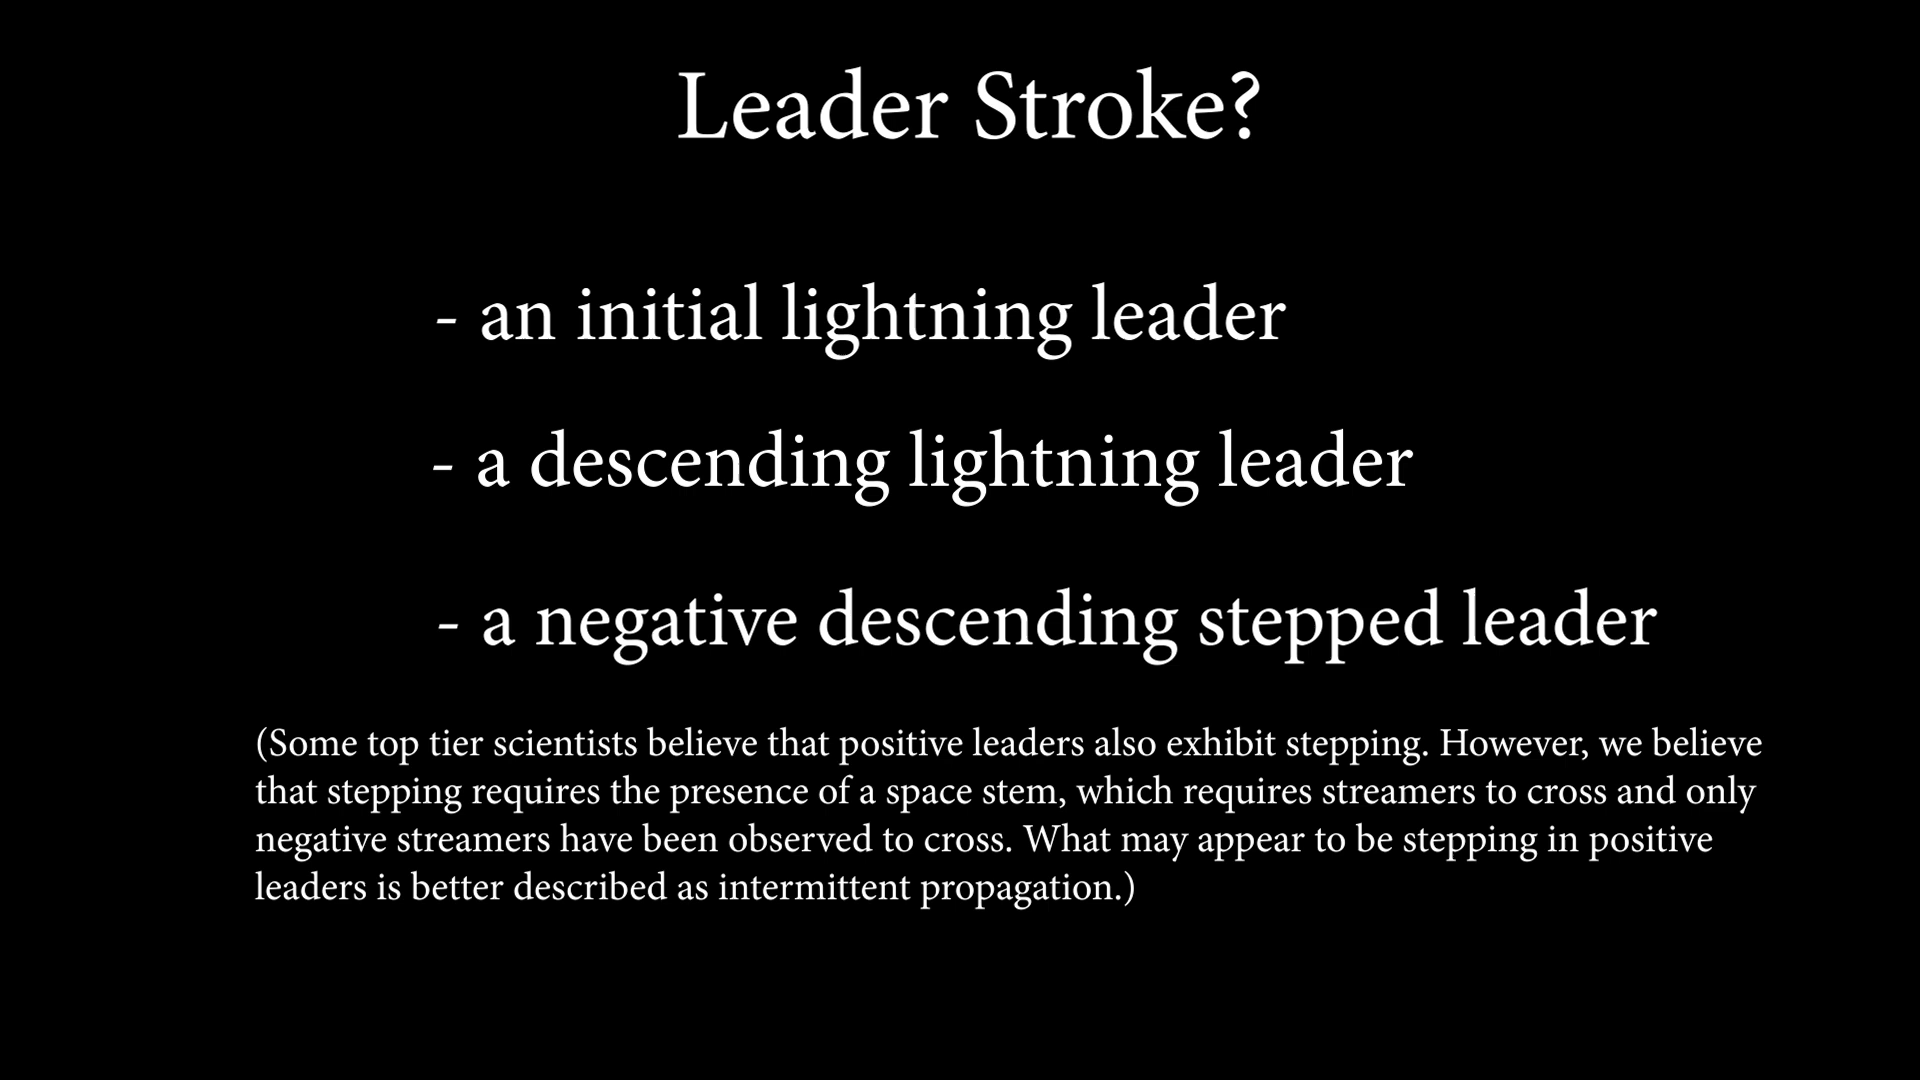 Leader Stroke?
- an initial lightning leader
- a descending lightning leader
- a negative descending stepped leader
(Some top tier scientists believe that positive leaders also exhibit stepping. However, we believe
that stepping requires the presence of a space stem, which requires streamers to cross and only
negative streamers have been observed to cross. What may appear to be stepping in positive
leaders is better described as intermittent propagation.)